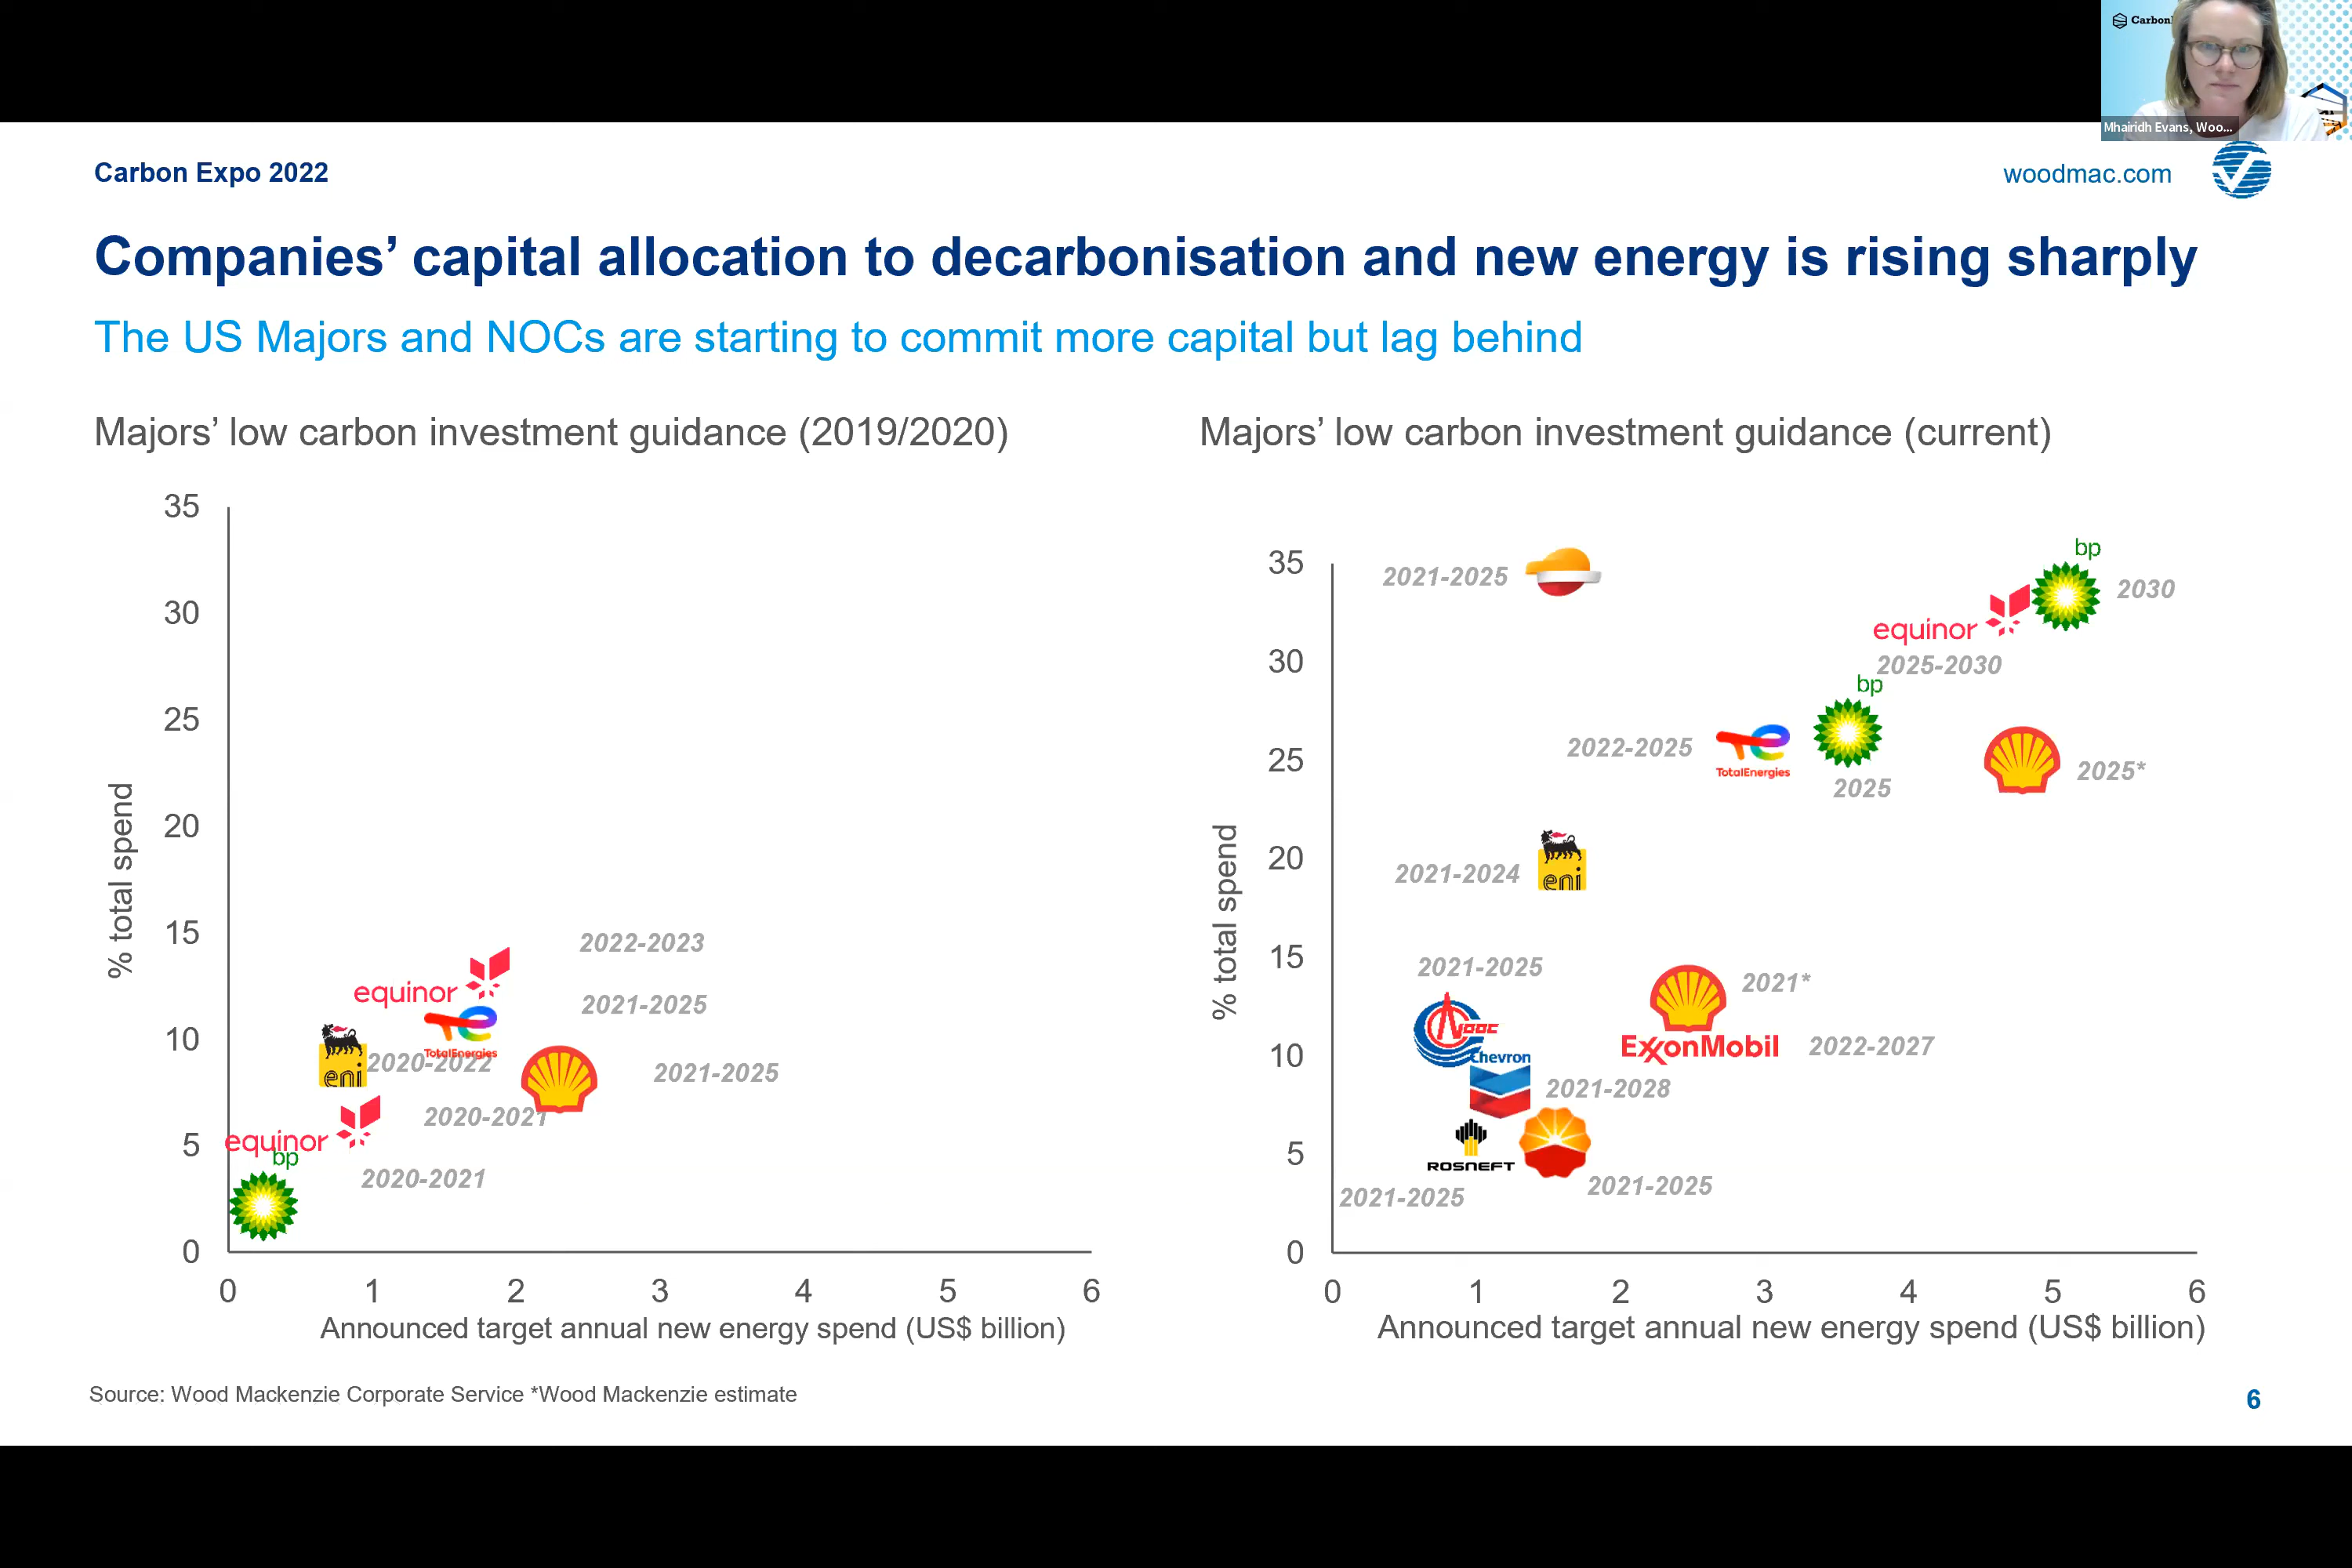 Carbon
Mhairidh Evans, Woo...
Carbon Expo 2022
woodmac.com
Companies’ capital allocation to decarbonisation and new energy is rising sharply
The US Majors and NOCs are starting to commit more capital but lag behind
Majors’ low carbon investment guidance (2019/2020)
35
30
25
20
15
10
5
0
% total spend
2022-2023
equinor
2021-2025
TotalEnergies
eni
2020-2022
2021-2025
2020-2021
equinor
bp
2020-2021
0 1 2 3 4 5 6
Announced target annual new energy spend (US$ billion)
Majors’ low carbon investment guidance (current)
35
30
25
20
15
10
5
0
% total spend
2021-2025
bp
2030
equinor
2025-2030
bp
2022-2025
TotalEnergies
2025
2025*
2021-2024
eni
2021-2025
2021*
CNOOC
ExxonMobil
2022-2027
Chevron
2021-2028
ROSNEFT
2021-2025
2021-2025
0 1 2 3 4 5 6
Announced target annual new energy spend (US$ billion)
Source: Wood Mackenzie Corporate Service *Wood Mackenzie estimate
6